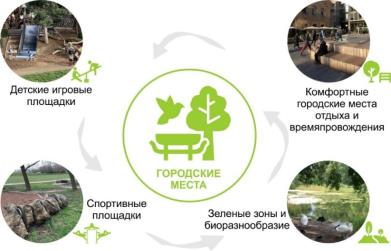 Детские игровые
площадки
Комфортные
городские места
отдыха и
времяпровождения
ГОРОДСКИЕ
МЕСТА
Спортивные
площадки
Зеленые зоны и
биоразнообразие